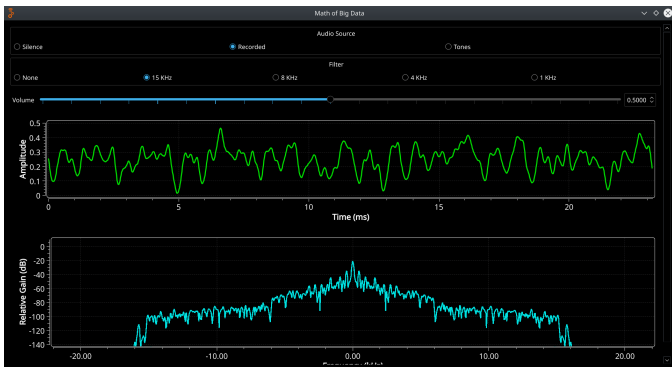 Math of Big Data
Audio Source
Silence Recorded Tones
Filter
None 15 KHz 8 KHz 4 KHz 1 KHz
Volume 0.5000
0.5
0.4
0.3
0.2
0.1
0
Amplitude
0 5 10 15 20
Time (ms)
0
-20
-40
-60
-80
-100
-120
-140
Relative Gain (dB)
-20.00 -10.00 0.00 10.00 20.00
Frequency (kHz)